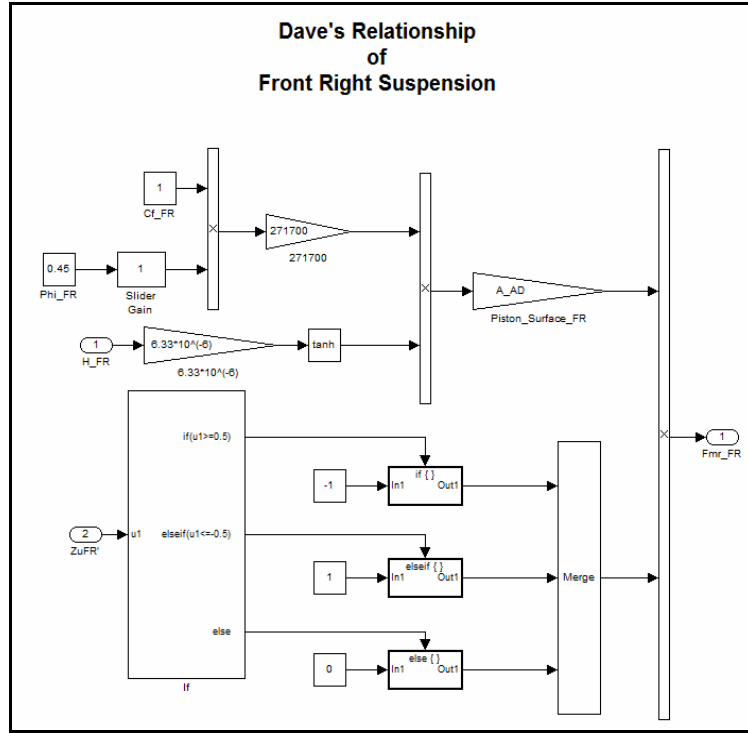 Dave's Relationship
of
Front Right Suspension
1
Cf_FR
×
271700
271700
0.45
Phi_FR
1
Slider
Gain
×
A_AD
Piston_Surface_FR
1
H_FR
6.33*10^(-6)
6.33*10^(-6)
tanh
×
1
Fmr_FR
2
ZuFR'
u1
if(u1>=0.5)
elseif(u1<=-0.5)
else
If
-1
if { }
In1 Out1
1
elseif { }
In1 Out1
0
else { }
In1 Out1
Merge